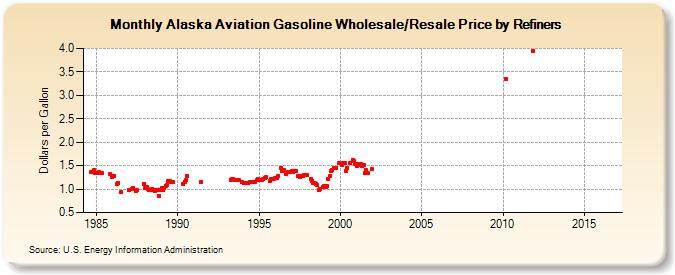 Monthly Alaska Aviation Gasoline Wholesale/Resale Price by Refiners
Dollars per Gallon
4.0
3.5
3.0
2.5
2.0
1.5
1.0
0.5
1985 1990 1995 2000 2005 2010 2015
Source: U.S. Energy Information Administration